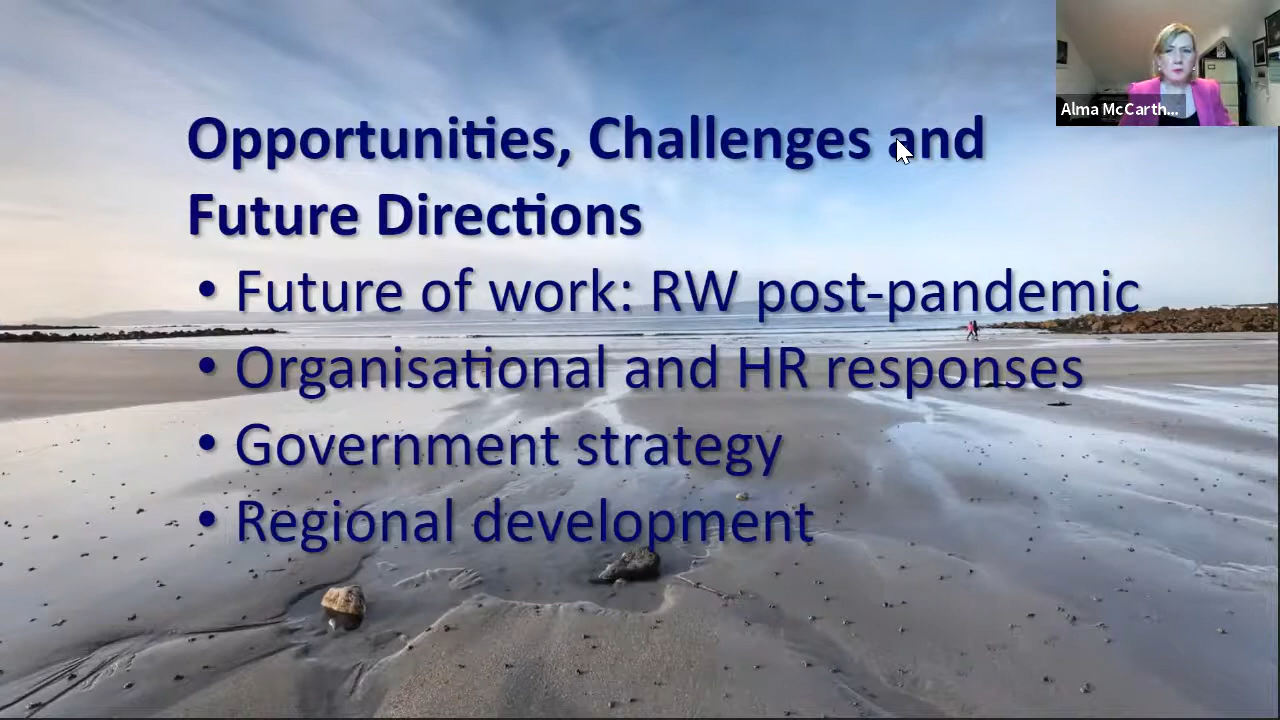 Alma McCarth...
Opportunities, Challenges and
Future Directions
• Future of work: RW post-pandemic
• Organisational and HR responses
• Government strategy
• Regional development